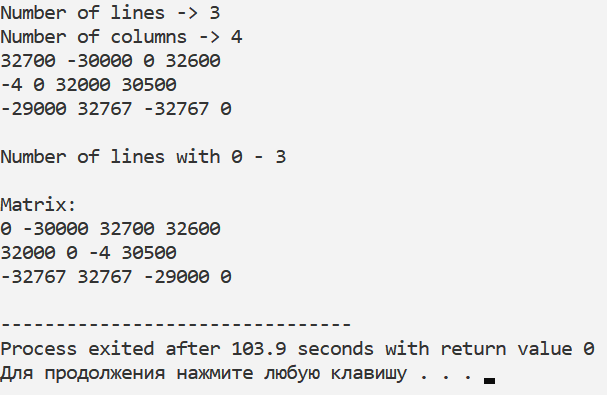 Number of lines -> 3
Number of columns -> 4
32700 -30000 0 32600
-4 0 32000 30500
-29000 32767 -32767 0
Number of lines with 0 - 3
Matrix:
0 -30000 32700 32600
32000 0 -4 30500
-32767 32767 -29000 0
--------------------------------
Process exited after 103.9 seconds with return value 0
Для продолжения нажмите любую клавишу . . .